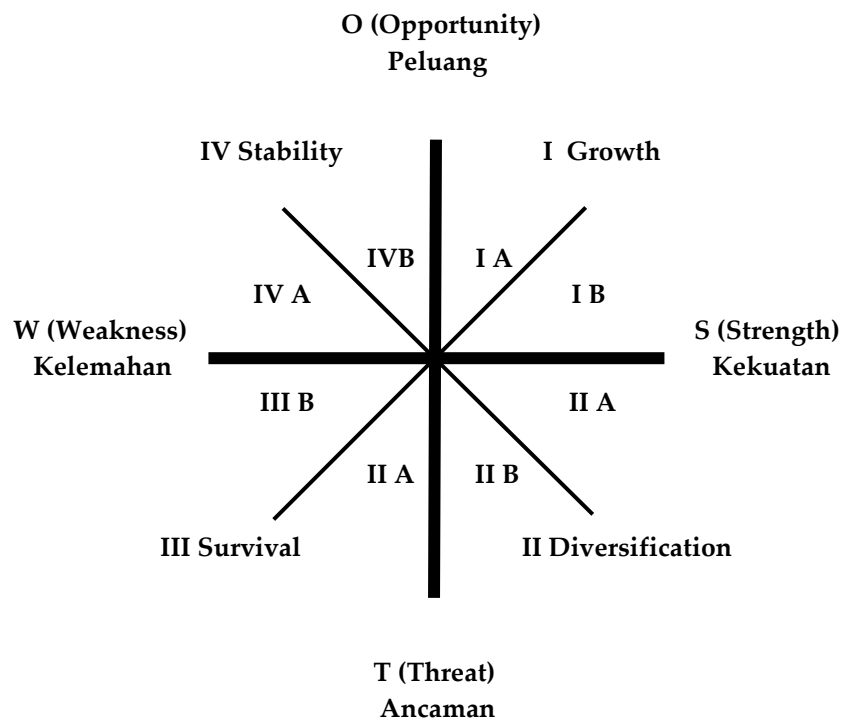 O (Opportunity)
Peluang
IV Stability
I Growth
IVB
I A
IV A
I B
W (Weakness)
Kelemahan
S (Strength)
Kekuatan
III B
II A
II A
II B
III Survival
II Diversification
T (Threat)
Ancaman